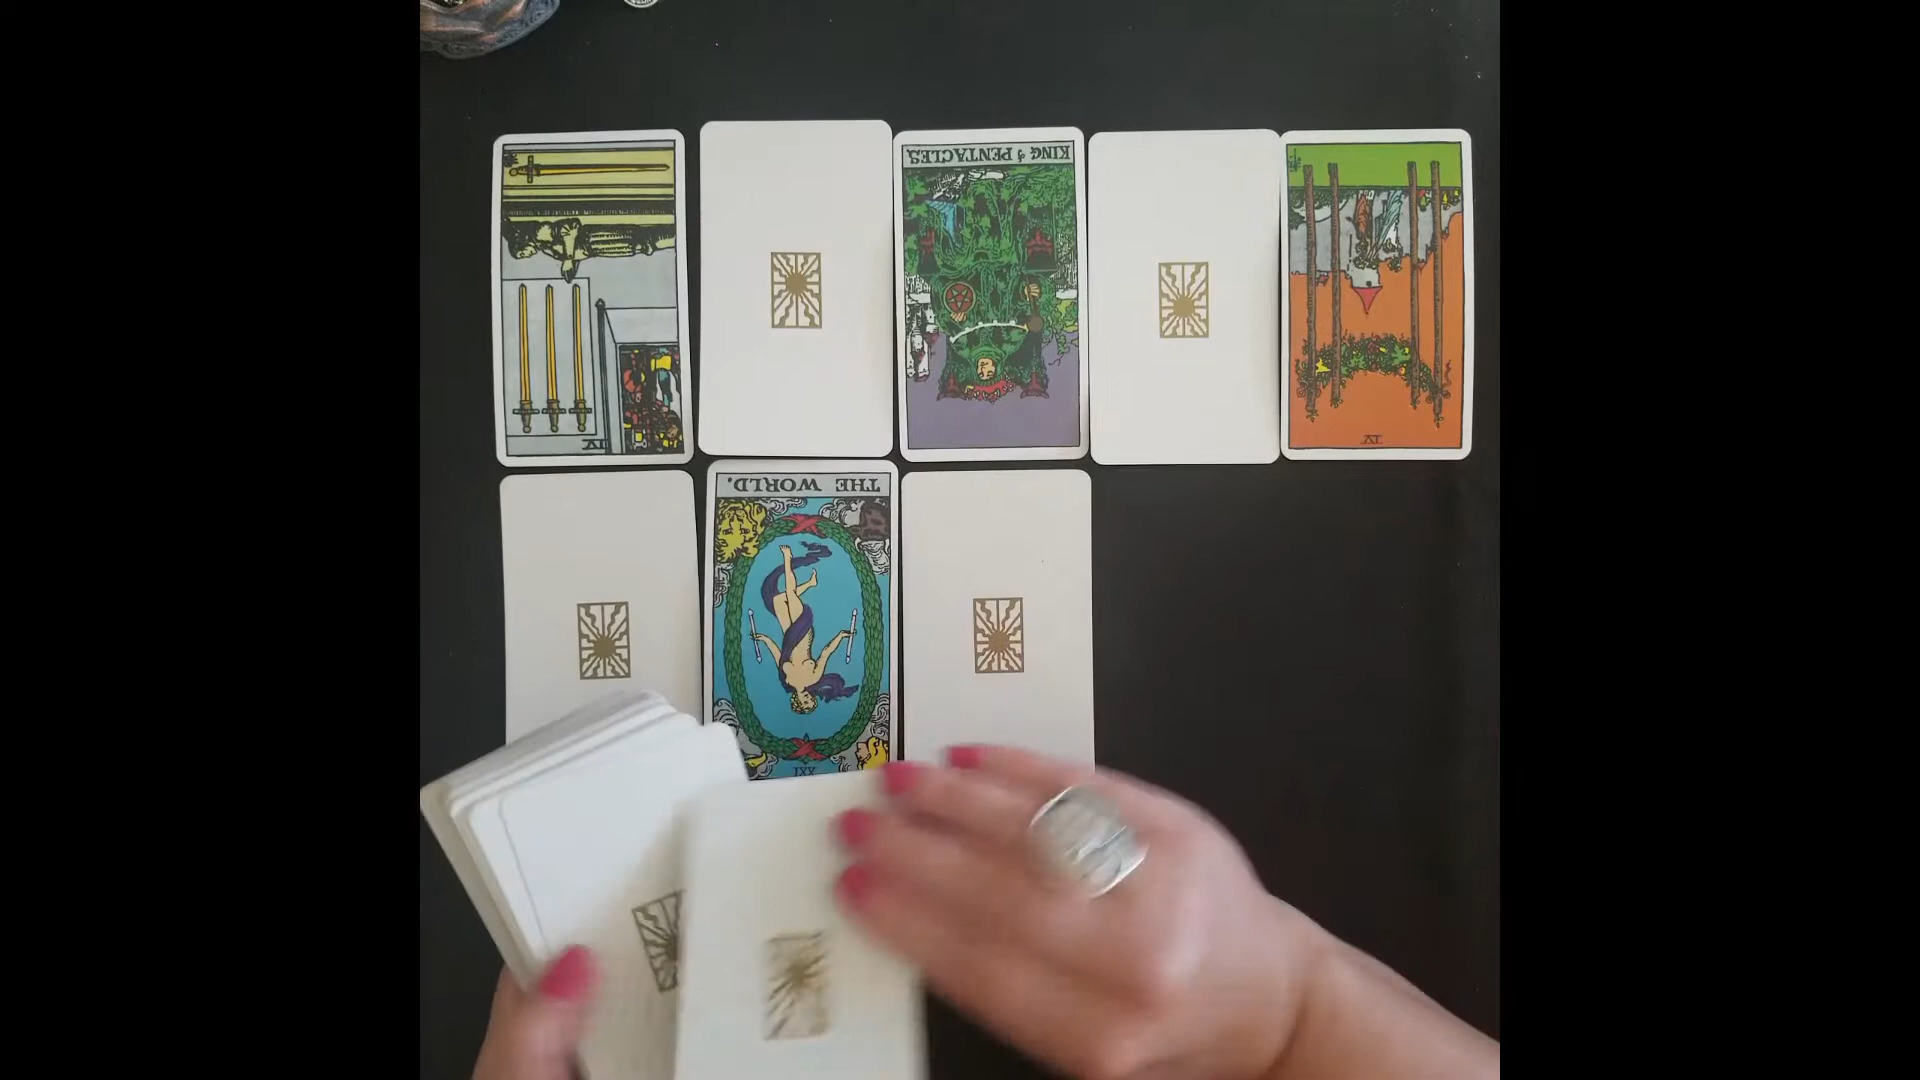 KING of PENTACLES
IV
IV
THE WORLD.
XXI